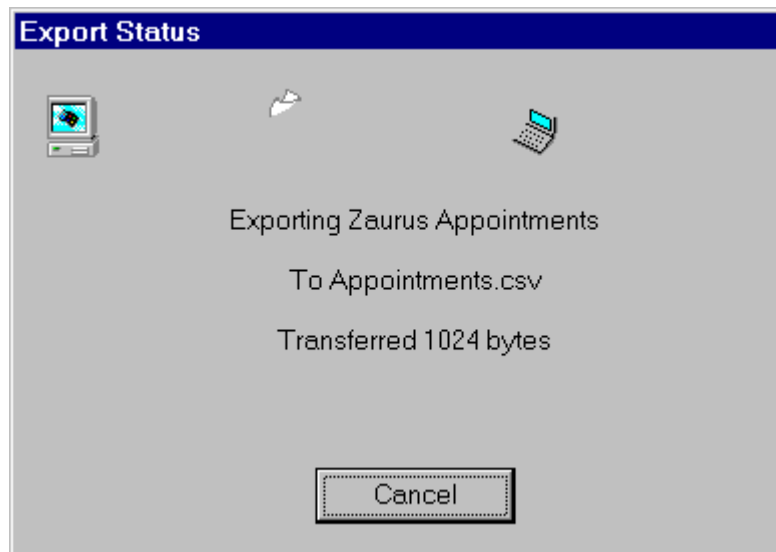 Export Status
Exporting Zaurus Appointments
To Appointments.csv
Transferred 1024 bytes
Cancel